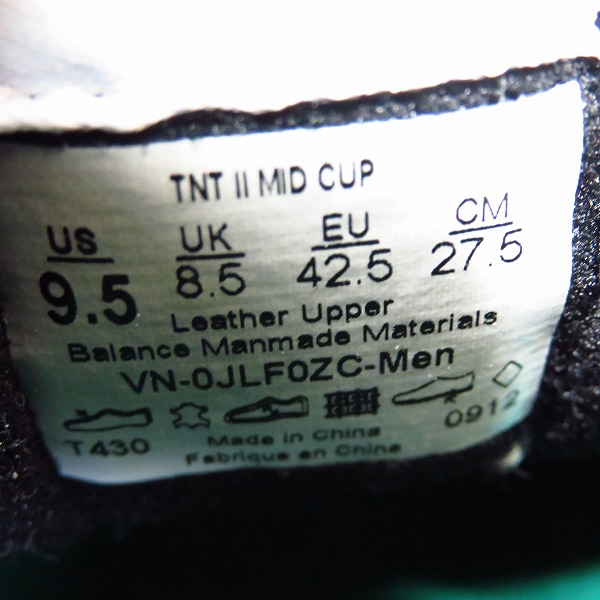 TNT II MID CUP
US UK EU CM
9.5 8.5 42.5 27.5
Leather Upper
Balance Manmade Materials
VN-0JLF0ZC-Men
T430 Made in China 0912
Fabrique en Chine